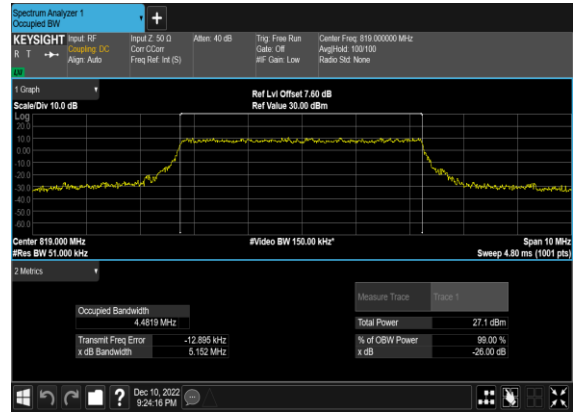 Spectrum Analyzer 1
Occupied BW
KEYSIGHT Input: RF Input Z: 50 Ω Atten: 40 dB Trig: Free Run Center Freq: 819.000000 MHz
R T Coupling: DC Corr CCorr Gate: Off Avg|Hold: 100/100
Align: Auto Freq Ref: Int (S) #IF Gain: Low Radio Std: None
1 Graph
Ref Lvl Offset 7.60 dB
Scale/Div 10.0 dB Ref Value 30.00 dBm
Log
20.0
10.0
0.00
-10.0
-20.0
-30.0
-40.0
-50.0
-60.0
Center 819.000 MHz #Video BW 150.00 kHz* Span 10 MHz
#Res BW 51.000 kHz Sweep 4.80 ms (1001 pts)
2 Metrics
Measure Trace Trace 1
Occupied Bandwidth
4.4819 MHz Total Power 27.1 dBm
Transmit Freq Error -12.895 kHz % of OBW Power 99.00 %
x dB Bandwidth 5.152 MHz x dB -26.00 dB
? Dec 10, 2022
9:24:16 PM